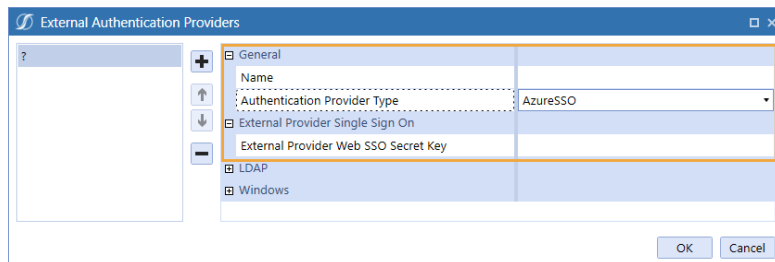 External Authentication Providers
?
General
Name
Authentication Provider Type AzureSSO
External Provider Single Sign On
External Provider Web SSO Secret Key
LDAP
Windows
OK Cancel